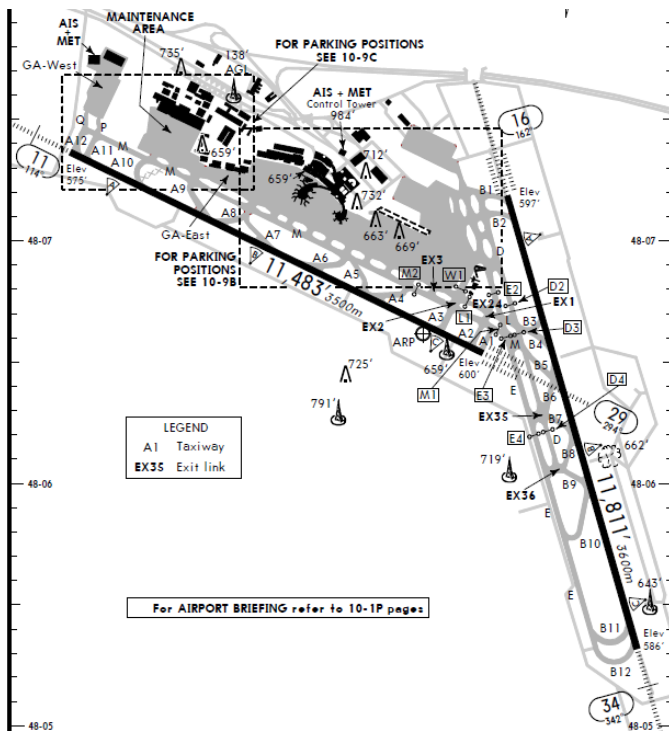 AIS
+
MET
MAINTENANCE
AREA
735'
138'
AGL
FOR PARKING POSITIONS
SEE 10-9C
GA-West
AIS + MET
Control Tower
984'
16
162°
11
114°
Q
P
A12
A11
M
A10
M
A9
659'
Elev
575'
A8
GA-East
659'
712'
732'
663'
669'
B1
Elev
597'
B2
D
48-07
48-07
A7
M
A6
A5
FOR PARKING
POSITIONS
SEE 10-9B
11,483'
3500m
B
M2
EX3
W1
A4
EX24
E2
D2
EX1
EX2
A3
L1
L
B3
D3
A2
A1
M
B4
ARP
C
659'
Elev
600'
725'
M1
E3
E
B5
B6
D4
791'
LEGEND
A1 Taxiway
EX3S Exit link
EX35
B7
29
294°
E4
D
662'
719'
B8
48-06
48-06
EX36
B9
11,811'
3600m
E
B10
E
643'
For AIRPORT BRIEFING refer to 10-1P pages
B11
Elev
586'
B12
34
342°
48-05
48-05